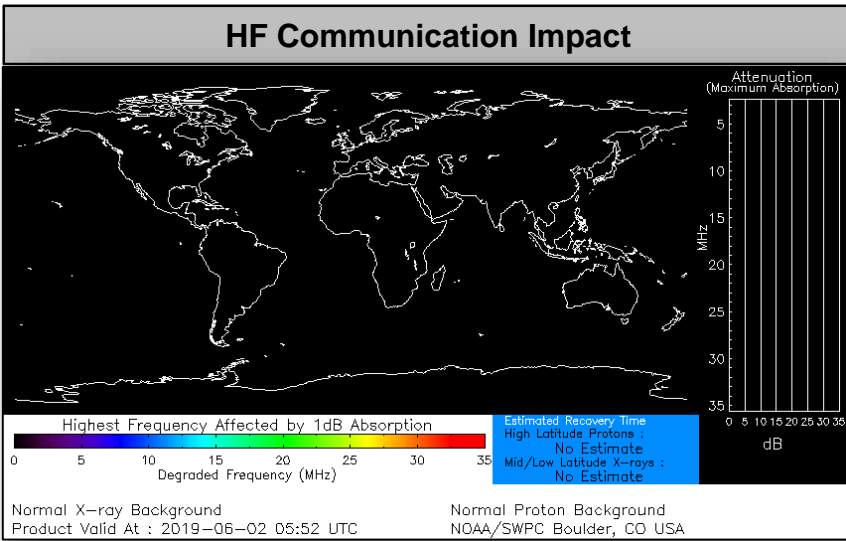 HF Communication Impact
Attenuation
(Maximum Absorption)
5
10
15
20
25
30
35
MHz
0 5 10 15 20 25 30 35
dB
Highest Frequency Affected by 1dB Absorption
0 5 10 15 20 25 30 35
Degraded Frequency (MHz)
Estimated Recovery Time
High Latitude Protons :
No Estimate
Mid/Low Latitude X-rays :
No Estimate
Normal X-ray Background
Product Valid At : 2019-06-02 05:52 UTC
Normal Proton Background
NOAA/SWPC Boulder, CO USA